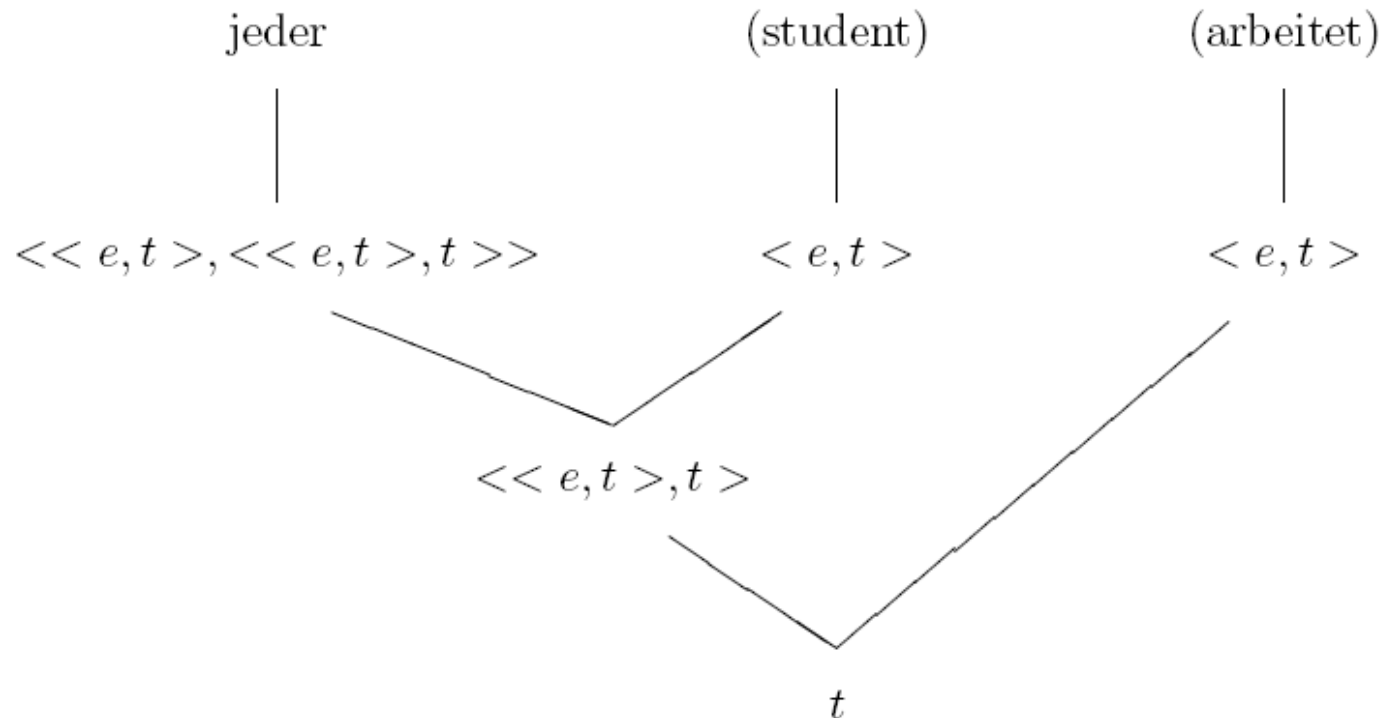 jeder (student) (arbeitet)
<< e, t >, << e, t >, t >> < e, t > < e, t >
<< e, t >, t >
t